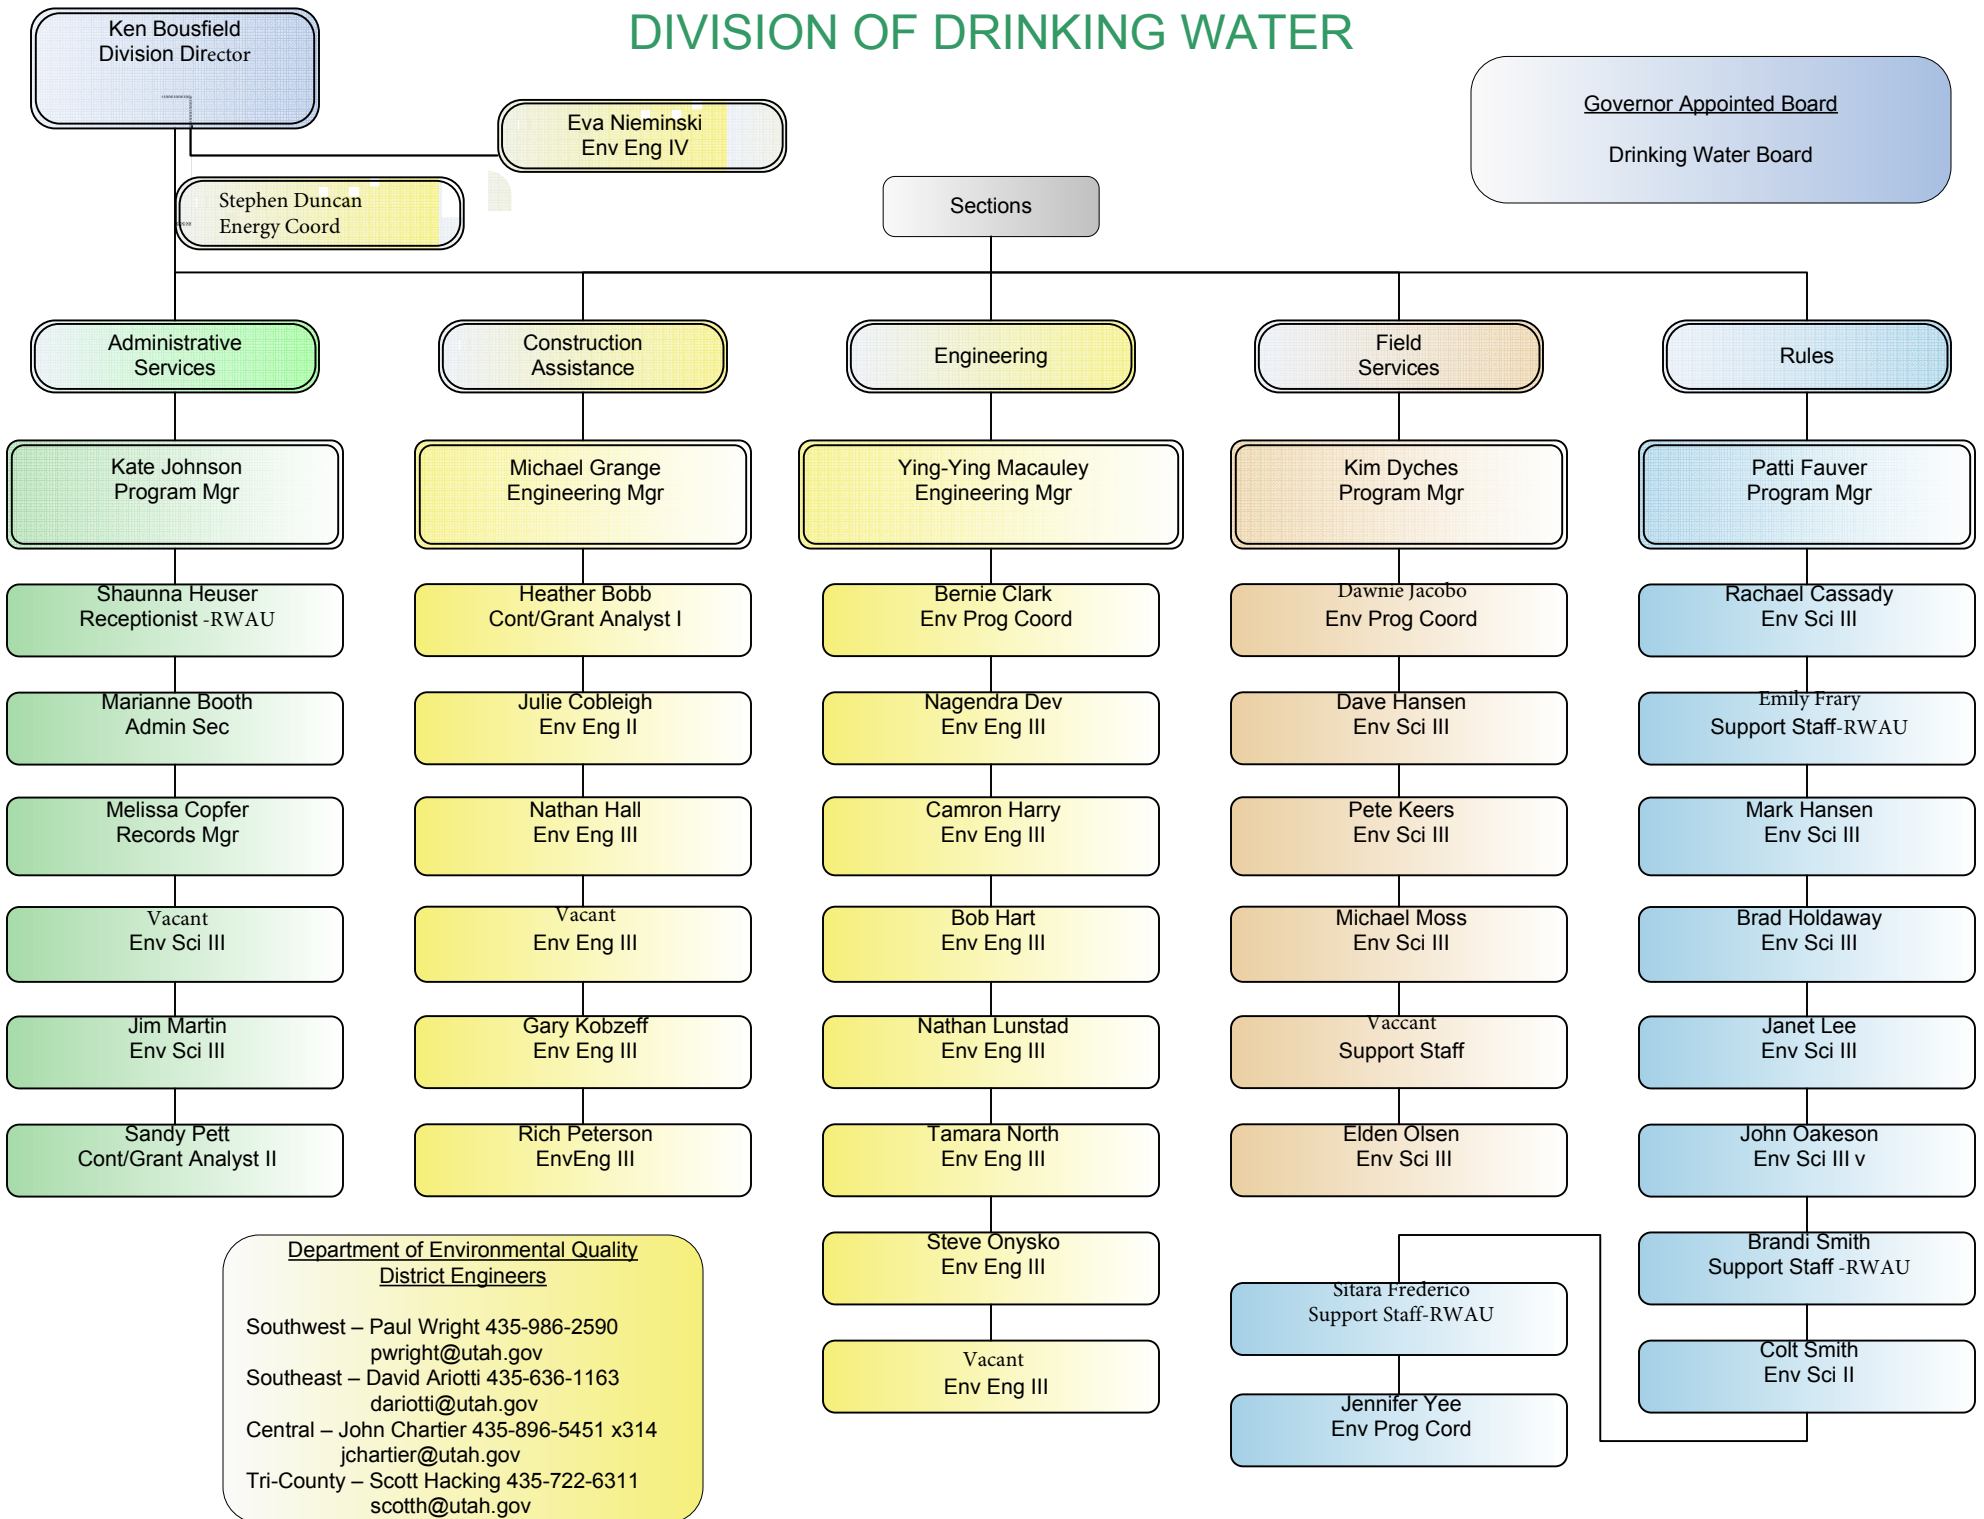 DIVISION OF DRINKING WATER
Ken Bousfield
Division Director
Governor Appointed Board
Drinking Water Board
Eva Nieminski
Env Eng IV
Stephen Duncan
Energy Coord
Sections
Administrative
Services
Construction
Assistance
Engineering
Field
Services
Rules
Kate Johnson
Program Mgr
Michael Grange
Engineering Mgr
Ying-Ying Macauley
Engineering Mgr
Kim Dyches
Program Mgr
Patti Fauver
Program Mgr
Shaunna Heuser
Receptionist -RWAU
Heather Bobb
Cont/Grant Analyst I
Bernie Clark
Env Prog Coord
Dawnie Jacobo
Env Prog Coord
Rachael Cassady
Env Sci III
Marianne Booth
Admin Sec
Julie Cobleigh
Env Eng II
Nagendra Dev
Env Eng III
Dave Hansen
Env Sci III
Emily Frary
Support Staff-RWAU
Melissa Copfer
Records Mgr
Nathan Hall
Env Eng III
Camron Harry
Env Eng III
Pete Keers
Env Sci III
Mark Hansen
Env Sci III
Vacant
Env Sci III
Vacant
Env Eng III
Bob Hart
Env Eng III
Michael Moss
Env Sci III
Brad Holdaway
Env Sci III
Jim Martin
Env Sci III
Gary Kobzeff
Env Eng III
Nathan Lunstad
Env Eng III
Vaccant
Support Staff
Janet Lee
Env Sci III
Sandy Pett
Cont/Grant Analyst II
Rich Peterson
EnvEng III
Tamara North
Env Eng III
Elden Olsen
Env Sci III
John Oakeson
Env Sci III v
Steve Onysko
Env Eng III
Brandi Smith
Support Staff -RWAU
Sitara Frederico
Support Staff-RWAU
Vacant
Env Eng III
Colt Smith
Env Sci II
Jennifer Yee
Env Prog Cord
Department of Environmental Quality
District Engineers
Southwest – Paul Wright 435-986-2590
pwright@utah.gov
Southeast – David Ariotti 435-636-1163
dariotti@utah.gov
Central – John Chartier 435-896-5451 x314
jchartier@utah.gov
Tri-County – Scott Hacking 435-722-6311
scotth@utah.gov